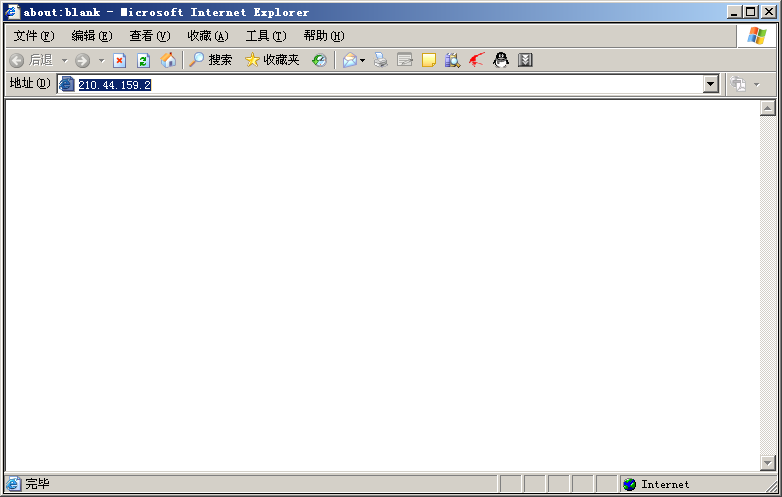 about:blank - Microsoft Internet Explorer
文件(F) 编辑(E) 查看(V) 收藏(A) 工具(T) 帮助(H)
后退 搜索 收藏夹
地址(D) 210.44.159.2
完毕 Internet